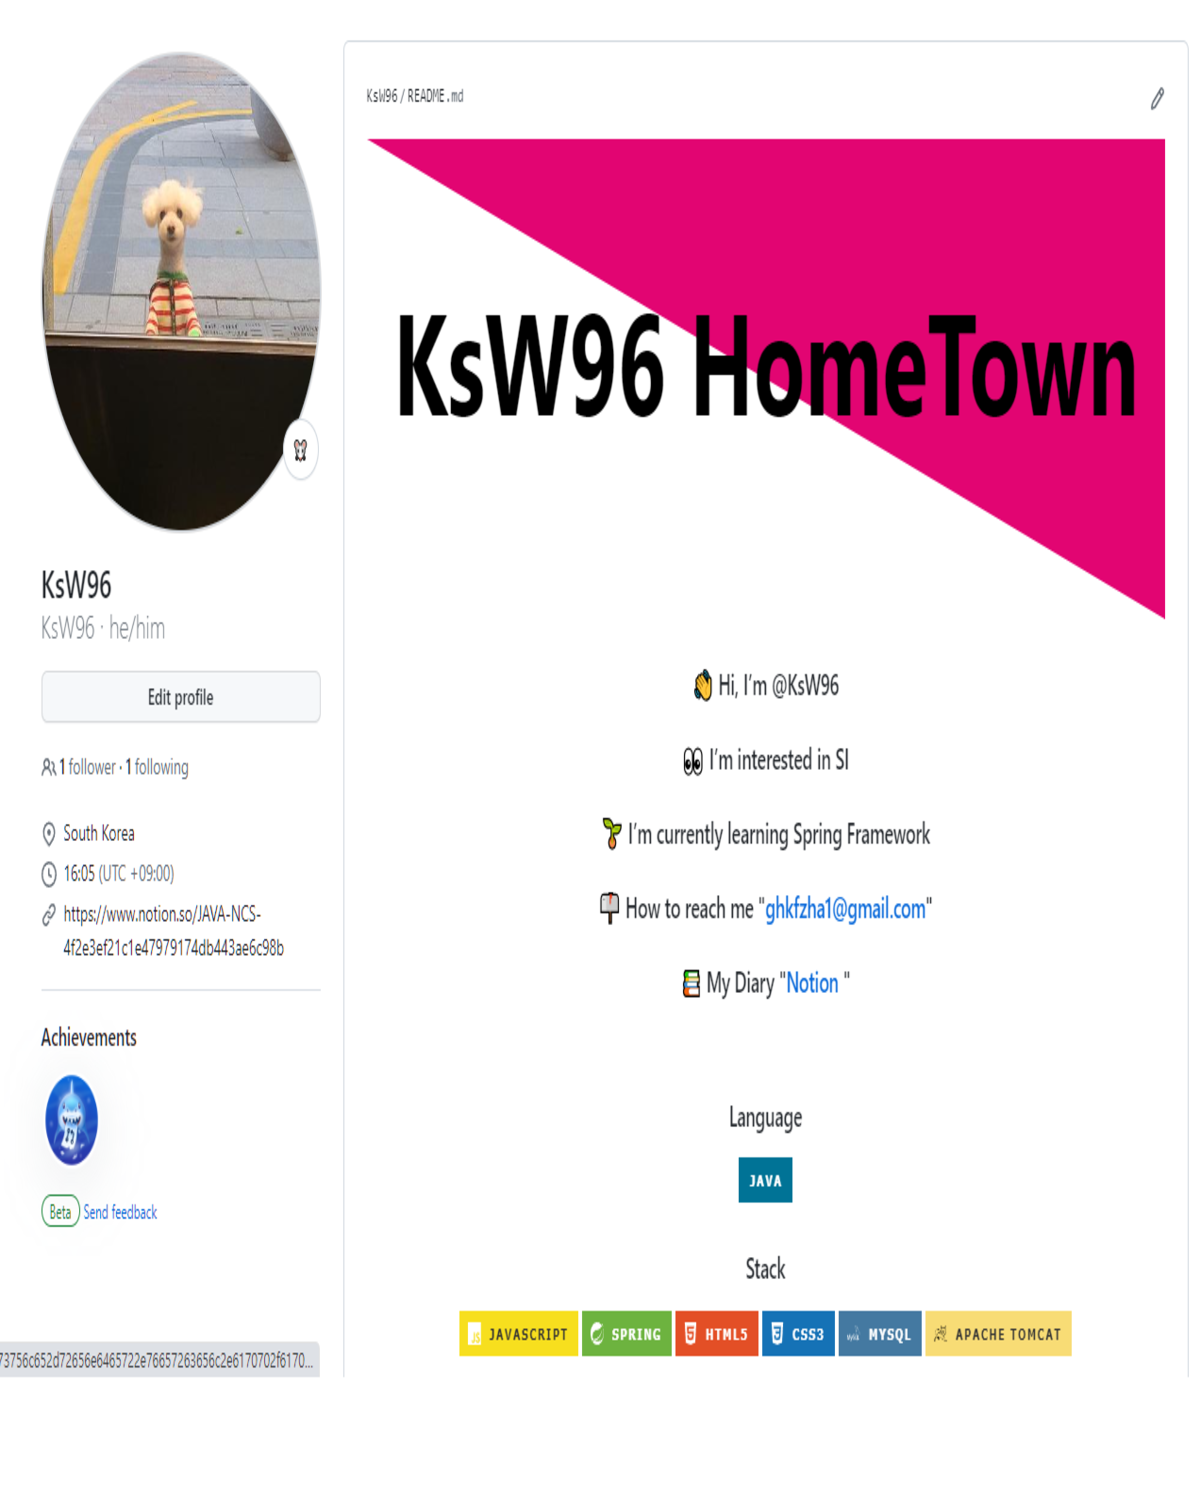 KsW96
KsW96 · he/him
Edit profile
1 follower · 1 following
South Korea
16:05 (UTC +09:00)
https://www.notion.so/JAVA-NCS-
4f2e3ef21c1e47979174db443ae6c98b
Achievements
Beta Send feedback
73756c652d72656e6465722e76657263656c2e6170702f6170...
KsW96 / README.md
KsW96 HomeTown
Hi, I'm @KsW96
I'm interested in SI
I'm currently learning Spring Framework
How to reach me "ghkfzha1@gmail.com"
My Diary "Notion "
Language
JAVA
Stack
JAVASCRIPT SPRING HTML5 CSS3 MYSQL APACHE TOMCAT